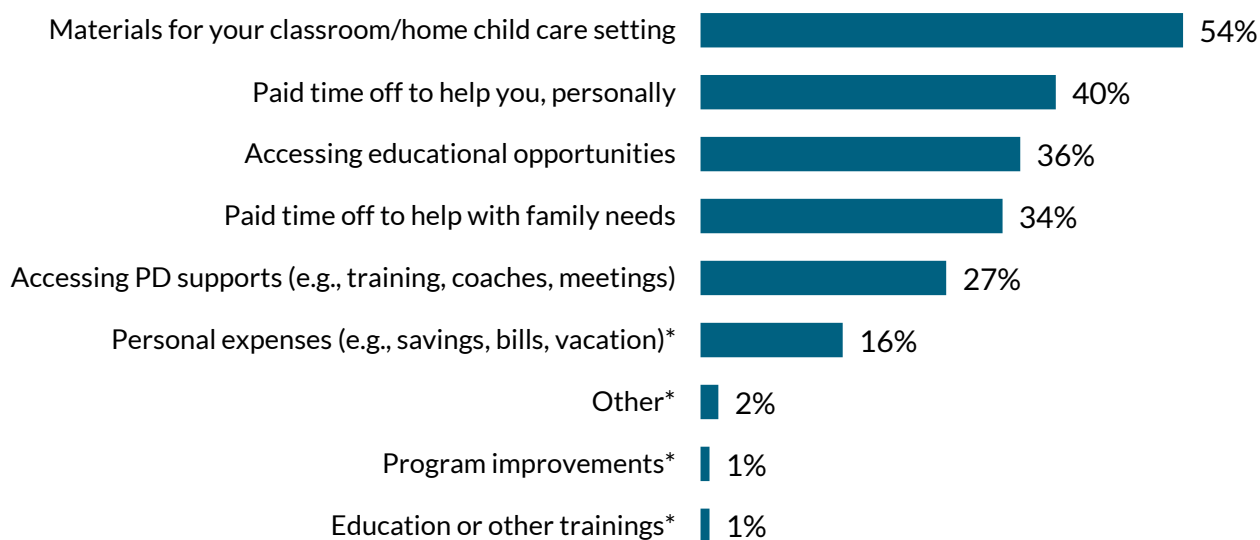 Materials for your classroom/home child care setting 54%
Paid time off to help you, personally 40%
Accessing educational opportunities 36%
Paid time off to help with family needs 34%
Accessing PD supports (e.g., training, coaches, meetings) 27%
Personal expenses (e.g., savings, bills, vacation)* 16%
Other* 2%
Program improvements* 1%
Education or other trainings* 1%